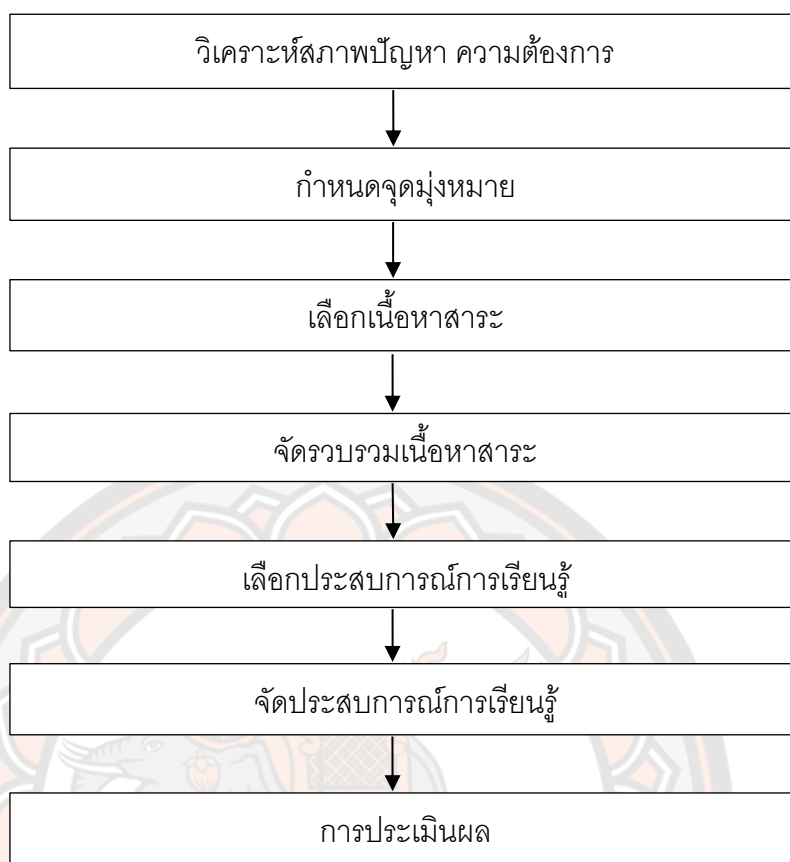 วิเคราะห์สภาพปัญหา ความต้องการ
กำหนดจุดมุ่งหมาย
เลือกเนื้อหาสาระ
จัดรวบรวมเนื้อหาสาระ
เลือกประสบการณ์การเรียนรู้
จัดประสบการณ์การเรียนรู้
การประเมินผล